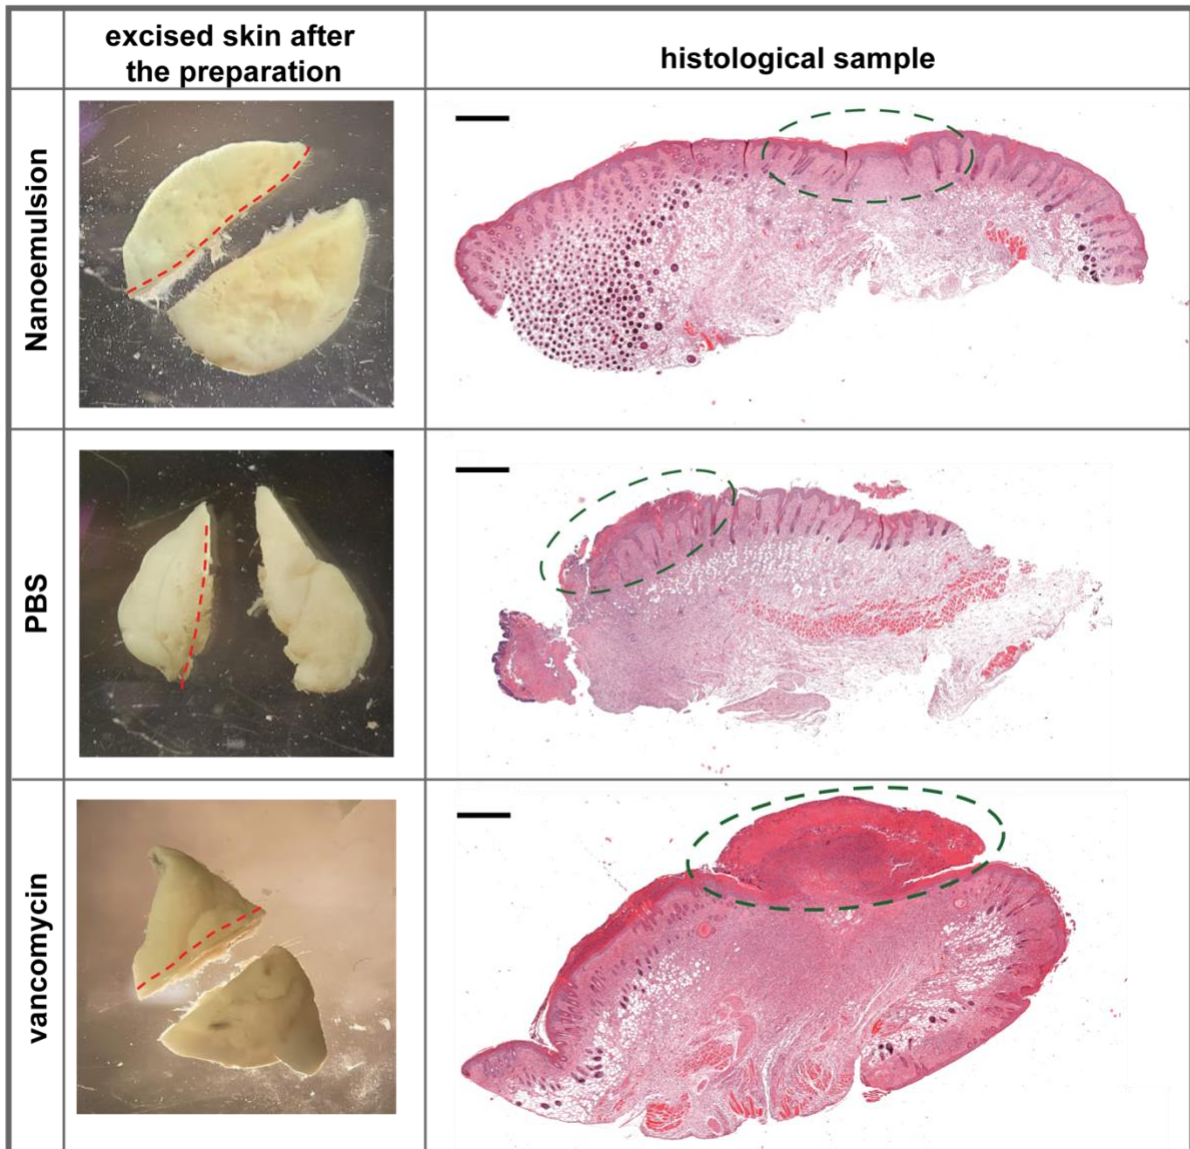 excised skin after
the preparation
histological sample
Nanoemulsion
PBS
vancomycin